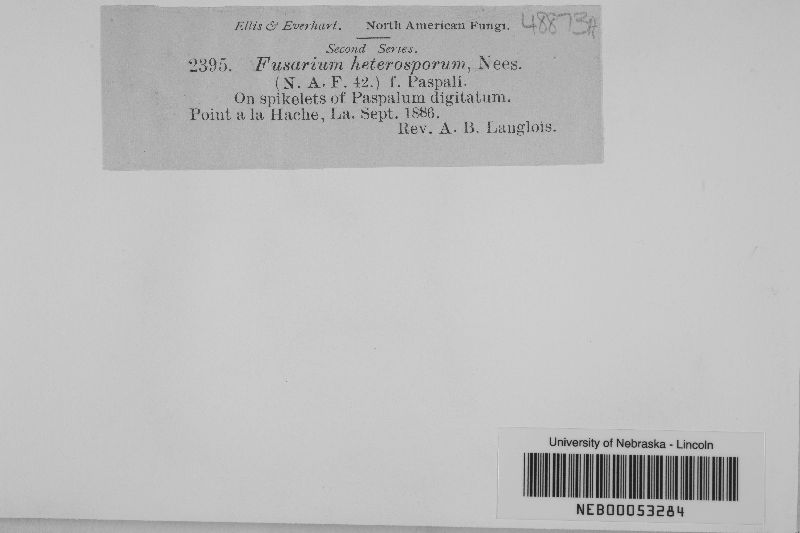 Ellis & Everhart. North American Fungi. 48873A
Second Series.
2395. Fusarium heterosporum, Nees.
(N. A. F. 42.) f. Paspali.
On spikelets of Paspalum digitatum.
Point a la Hache, La. Sept. 1886.
Rev. A. B. Langlois.
University of Nebraska - Lincoln
NEB00053284